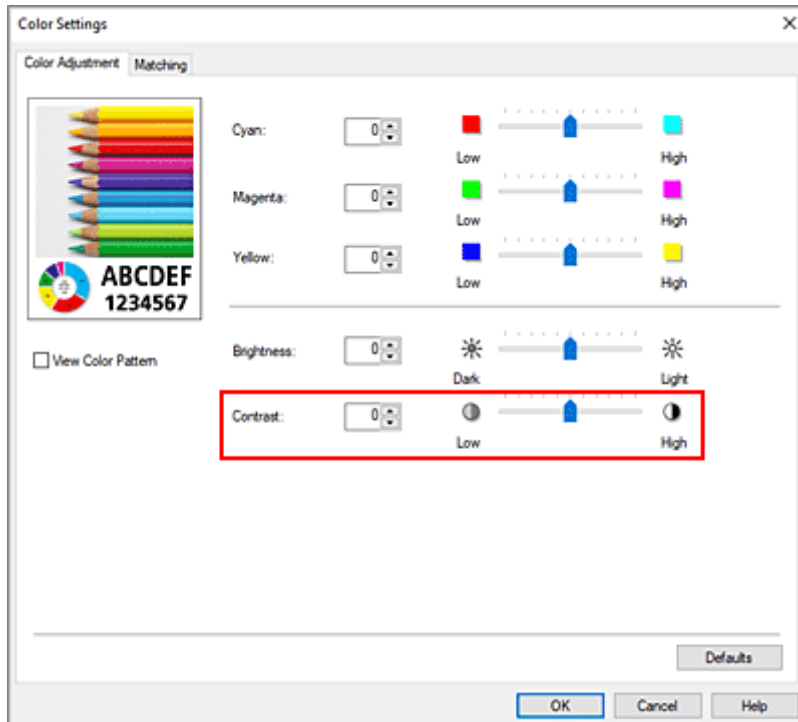 Color Settings
Color Adjustment Matching
Cyan: 0
Low High
Magenta: 0
Low High
Yellow: 0
Low High
ABCDEF
1234567
View Color Pattern
Brightness: 0
Dark Light
Contrast: 0
Low High
Defaults
OK Cancel Help